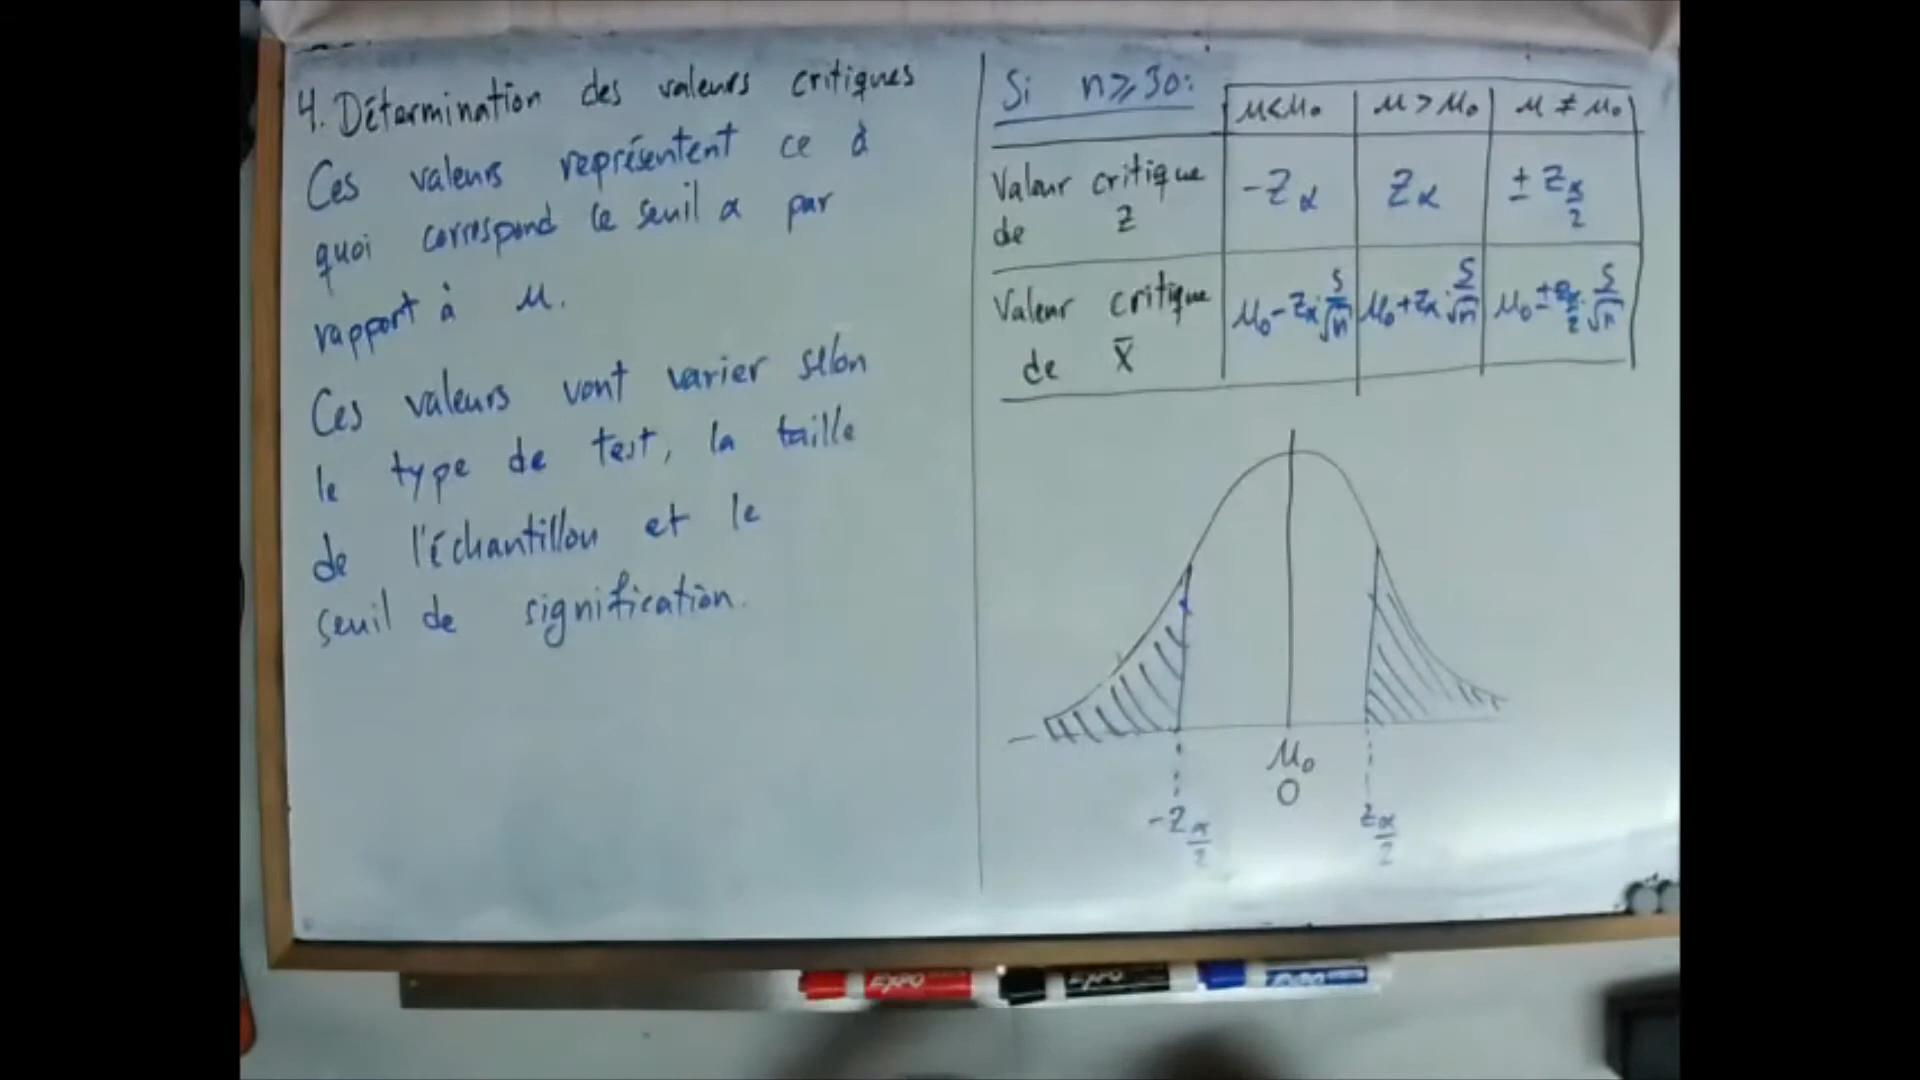 4. Détermination des valeurs critiques
Ces valeurs représentent ce à
quoi correspond le seuil α par
rapport à μ.
Ces valeurs vont varier selon
le type de test, la taille
de l'échantillon et le
seuil de signification.
Si n ≥ 30:
μ<μ₀ μ>μ₀ μ≠μ₀
Valeur critique de Z -Zα Zα ±Zα/2
Valeur critique de X̄ μ₀-Zα·S/√n μ₀+Zα·S/√n μ₀±Zα/2·S/√n
μ₀
0
-Zα/2 Zα/2
EXPO EXPO EXPO